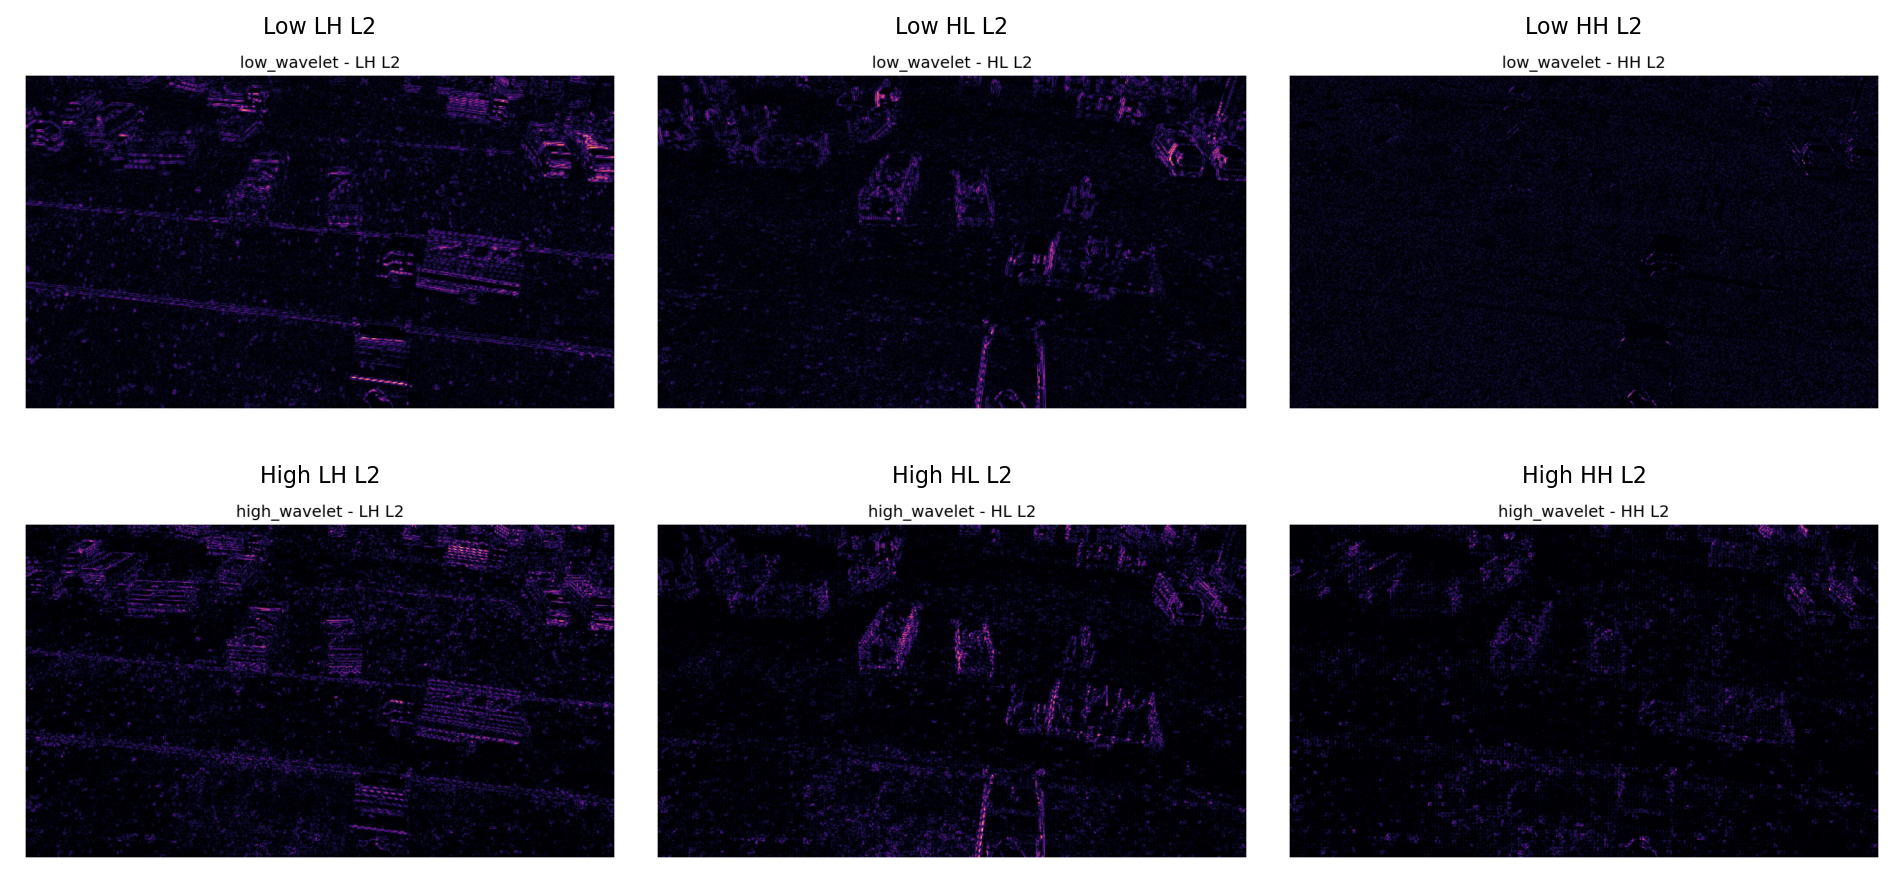 Low LH L2
Low HL L2
Low HH L2
low_wavelet - LH L2
low_wavelet - HL L2
low_wavelet - HH L2
High LH L2
High HL L2
High HH L2
high_wavelet - LH L2
high_wavelet - HL L2
high_wavelet - HH L2